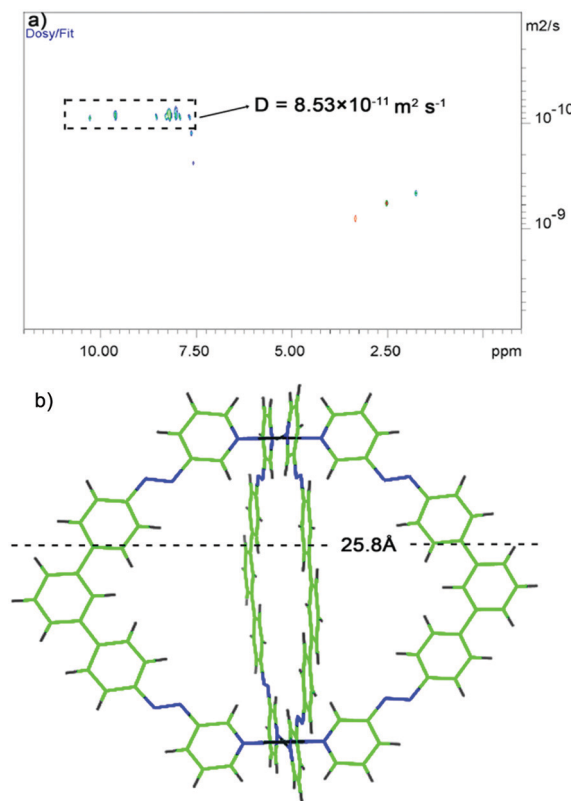 a)
Dosy/Fit
m2/s
D = 8.53×10⁻¹¹ m² s⁻¹
10⁻¹⁰
10⁻⁹
10.00 7.50 5.00 2.50 ppm
b)
25.8Å